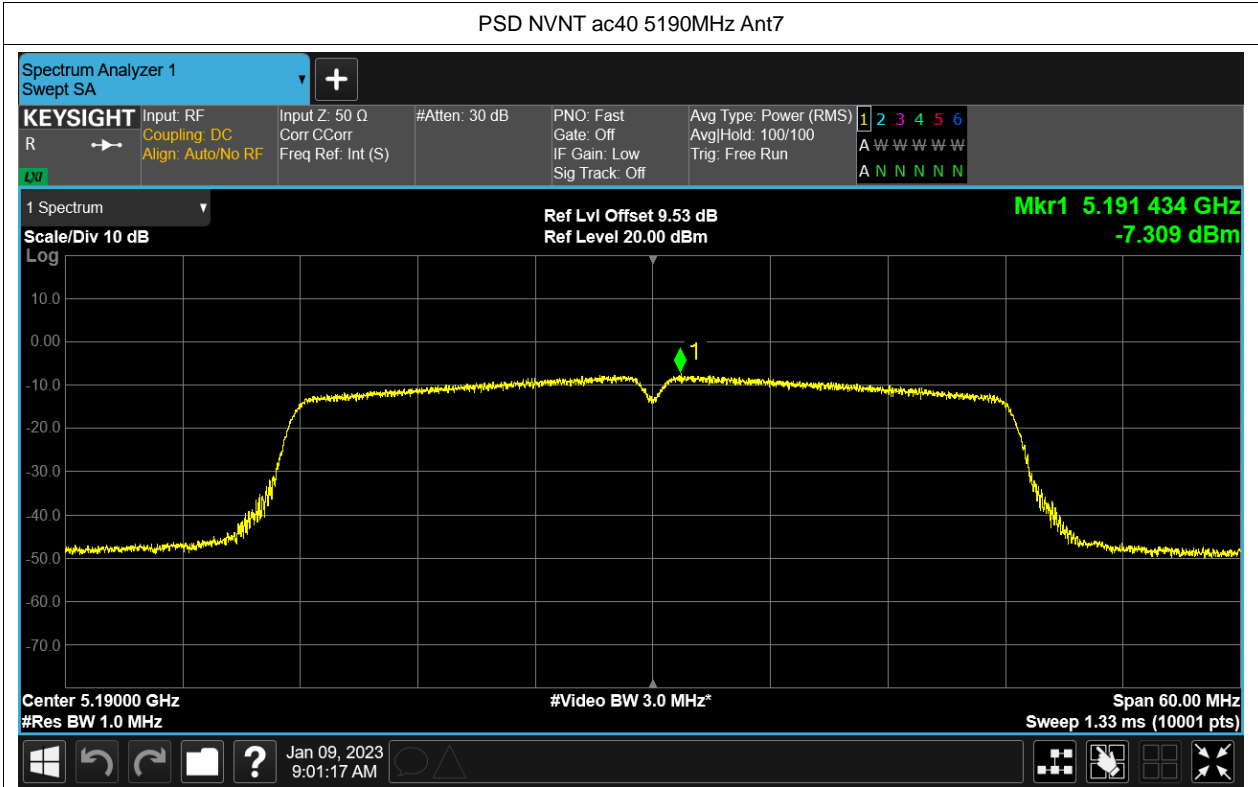 PSD NVNT ac40 5190MHz Ant7
Spectrum Analyzer 1
Swept SA
KEYSIGHT
R
LXI
Input: RF
Coupling: DC
Align: Auto/No RF
Input Z: 50 Ω
Corr CCorr
Freq Ref: Int (S)
#Atten: 30 dB
PNO: Fast
Gate: Off
IF Gain: Low
Sig Track: Off
Avg Type: Power (RMS)
Avg|Hold: 100/100
Trig: Free Run
1 2 3 4 5 6
A W W W W W
A N N N N N
1 Spectrum
Scale/Div 10 dB
Log
Ref Lvl Offset 9.53 dB
Ref Level 20.00 dBm
Mkr1 5.191 434 GHz
-7.309 dBm
10.0
0.00
-10.0
-20.0
-30.0
-40.0
-50.0
-60.0
-70.0
1
Center 5.19000 GHz
#Res BW 1.0 MHz
#Video BW 3.0 MHz*
Span 60.00 MHz
Sweep 1.33 ms (10001 pts)
?
Jan 09, 2023
9:01:17 AM